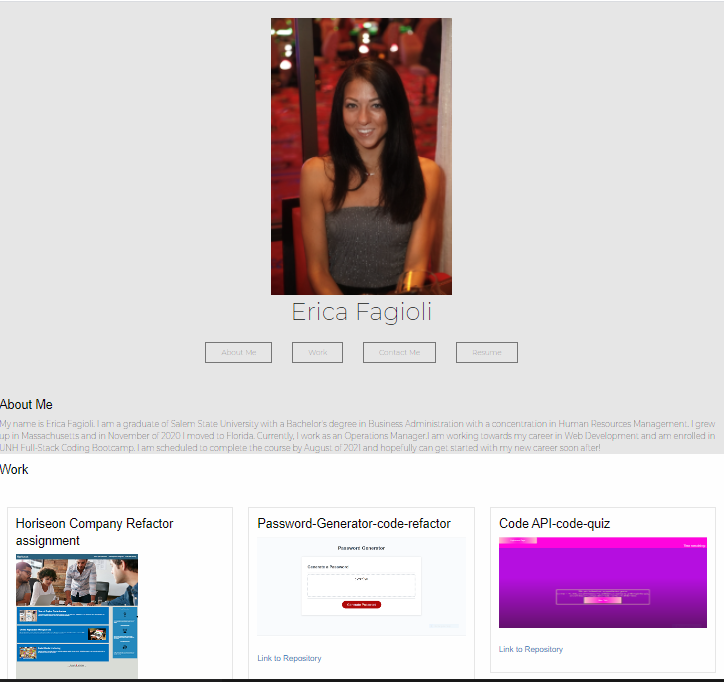 Erica Fagioli
About Me
Work
Contact Me
Resume
About Me
My name is Erica Fagioli. I am a graduate of Salem State University with a Bachelor's degree in Business Administration with a concentration in Human Resources Management. I grew
up in Massachusetts and in November of 2020 I moved to Florida. Currently, I work as an Operations Manager.I am working towards my career in Web Development and am enrolled in
UNH Full-Stack Coding Bootcamp. I am scheduled to complete the course by August of 2021 and hopefully can get started with my new career soon after!
Work
Horiseon Company Refactor
assignment
Password-Generator-code-refactor
Code API-code-quiz
Password Generator
Generate a Password
Generate Password
Link to Repository
Link to Repository